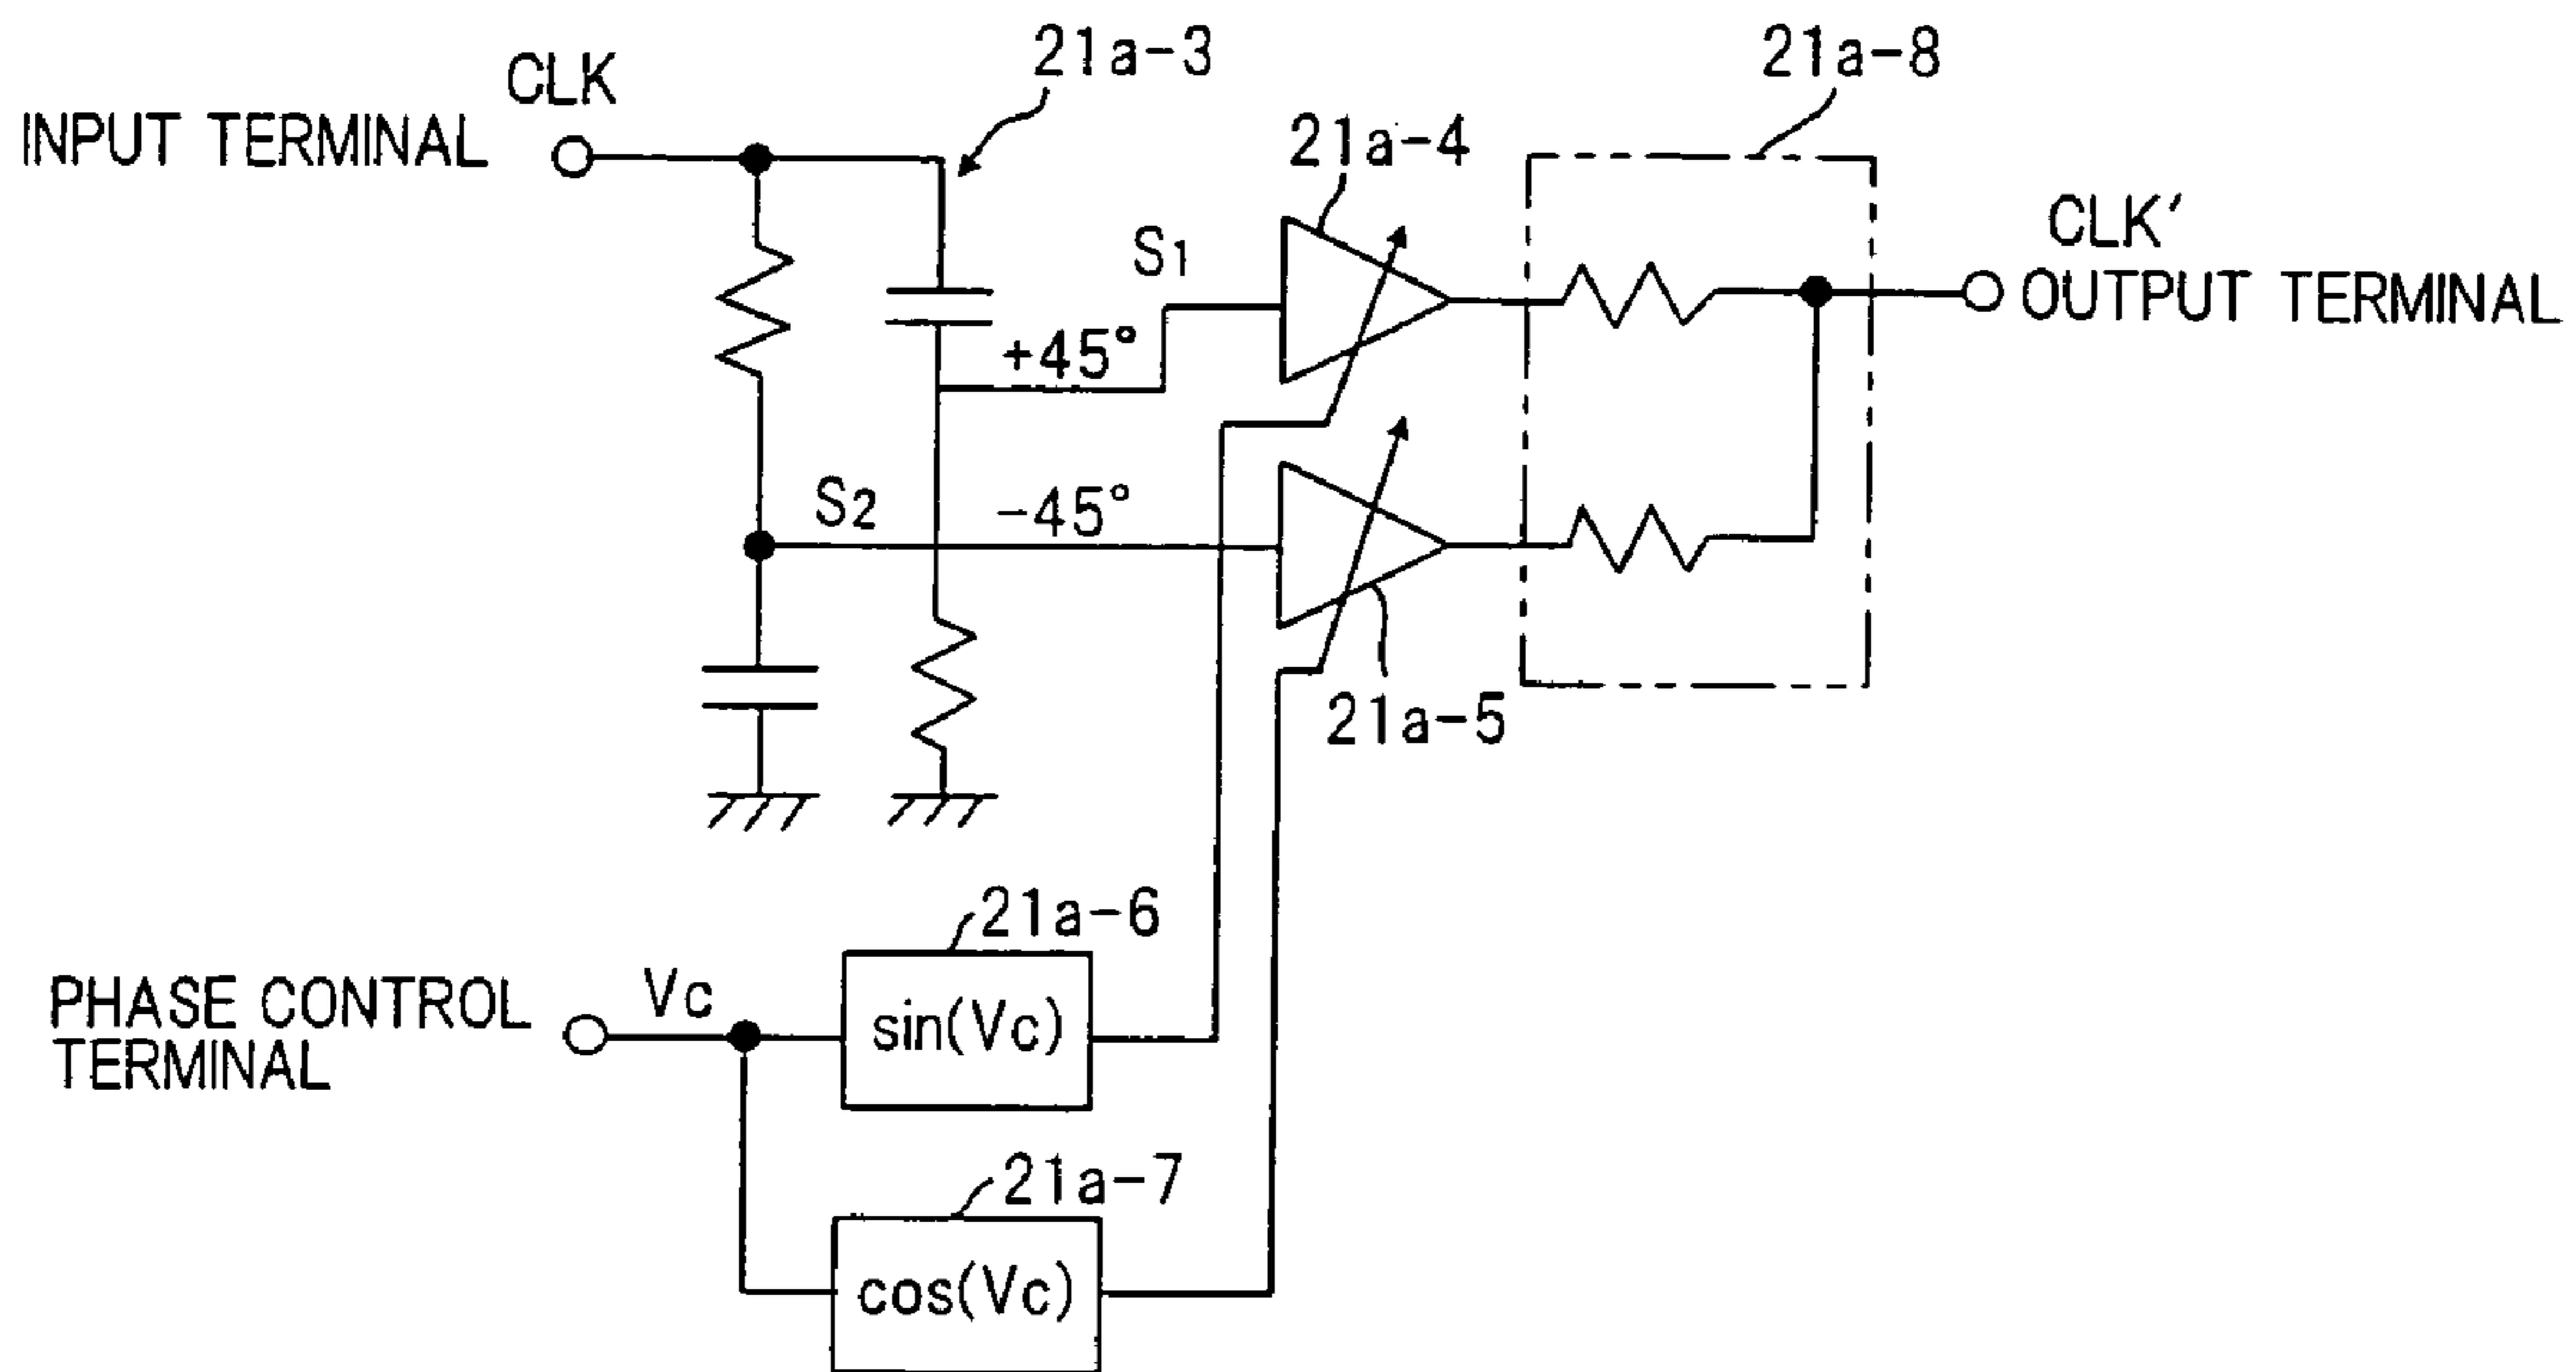 21a-3
21a-8
CLK
INPUT TERMINAL
21a-4
S1
CLK′
OUTPUT TERMINAL
+45°
S2
-45°
21a-5
21a-6
PHASE CONTROL
TERMINAL
Vc
sin(Vc)
21a-7
cos(Vc)